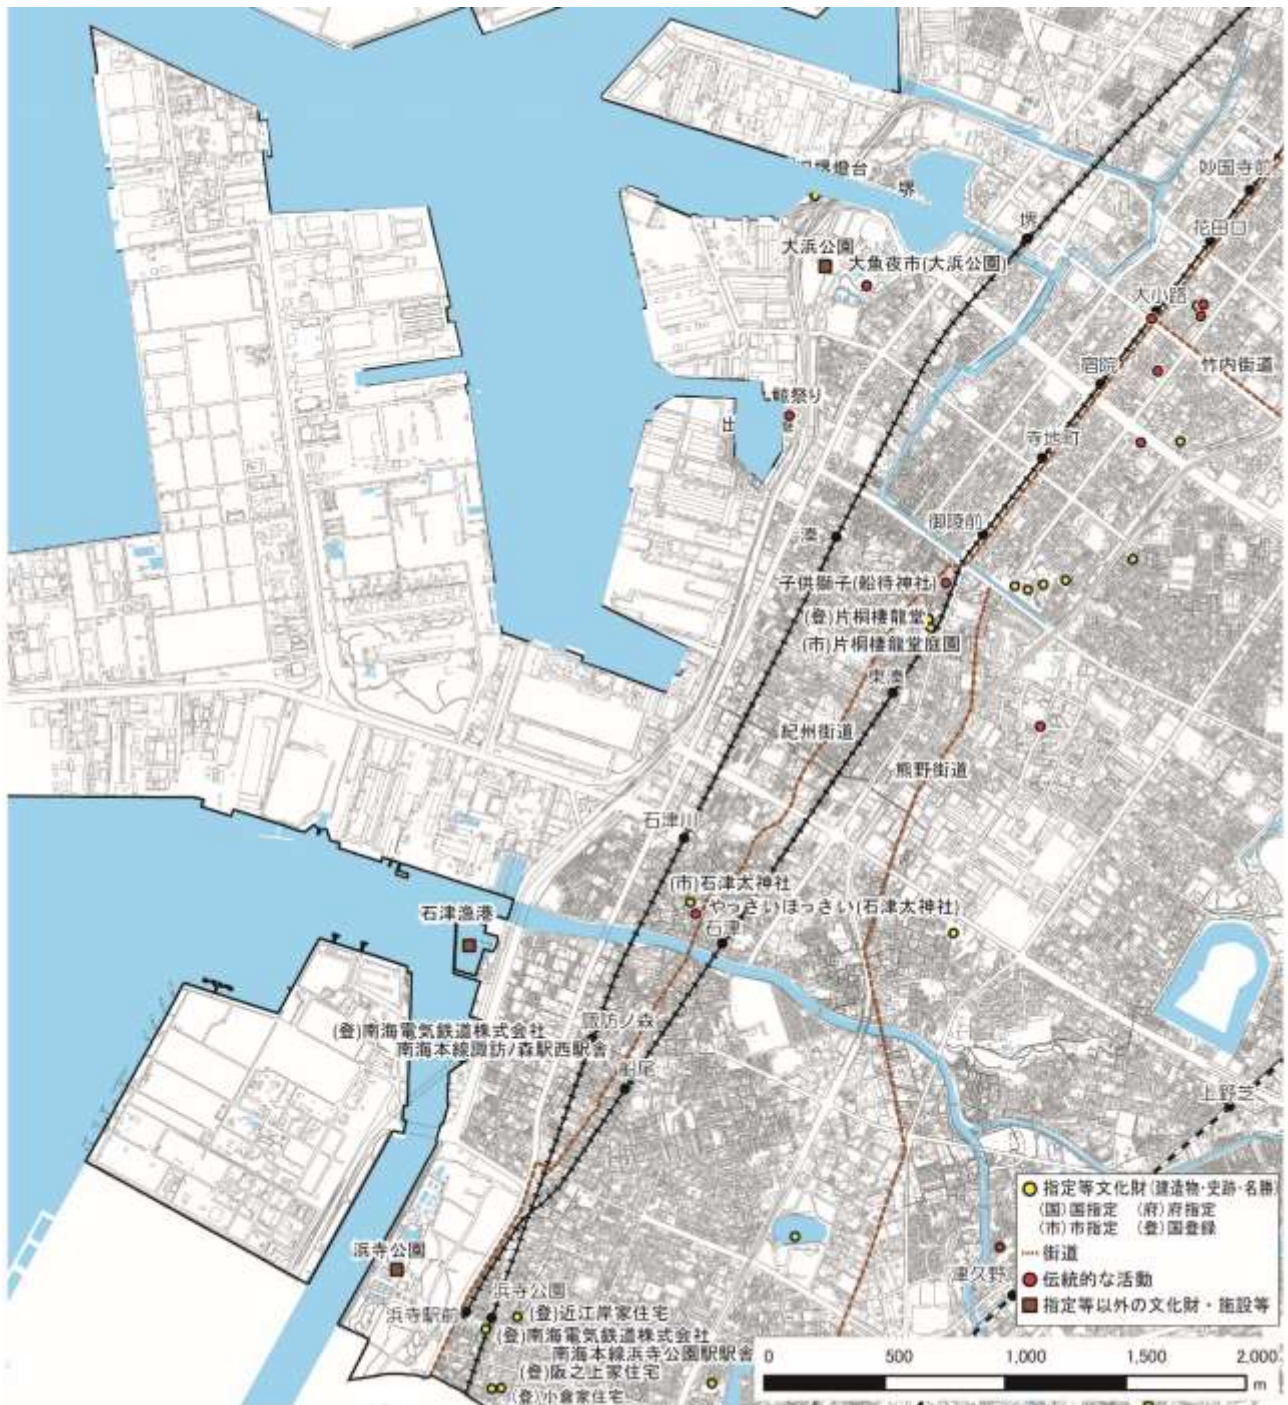 妙国寺前
花田口
堺
堺
大浜公園
大魚夜市(大浜公園)
大小路
竹内街道
宿院
寺地町
御陵前
湊
子供獅子(船待神社)
(登)片桐棲龍堂
(市)片桐棲龍堂庭園
東湊
紀州街道
熊野街道
石津川
(市)石津太神社
やっさいほっさい(石津太神社)
石津漁港
石津
諏訪ノ森
(登)南海電気鉄道株式会社
南海本線諏訪ノ森駅西駅舎
船尾
上野芝
津久野
浜寺公園
浜寺公園
浜寺駅前
(登)近江岸家住宅
(登)南海電気鉄道株式会社
南海本線浜寺公園駅駅舎
(登)阪之上家住宅
(登)小倉家住宅
指定等文化財(建造物・史跡・名勝)
(国)国指定 (府)府指定
(市)市指定 (登)国登録
街道
伝統的な活動
指定等以外の文化財・施設等
0 500 1,000 1,500 2,000
m